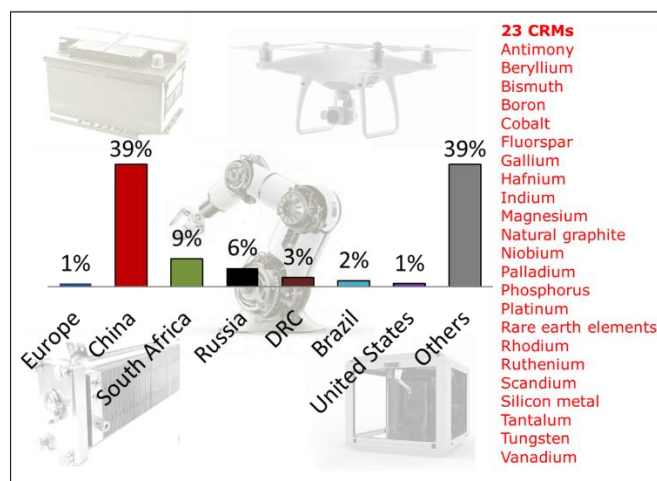 23 CRMs
Antimony
Beryllium
Bismuth
Boron
Cobalt
Fluorspar
Gallium
Hafnium
Indium
Magnesium
Natural graphite
Niobium
Palladium
Phosphorus
Platinum
Rare earth elements
Rhodium
Ruthenium
Scandium
Silicon metal
Tantalum
Tungsten
Vanadium
1%
39%
9%
6%
3%
2%
1%
39%
Europe
China
South Africa
Russia
DRC
Brazil
United States
Others